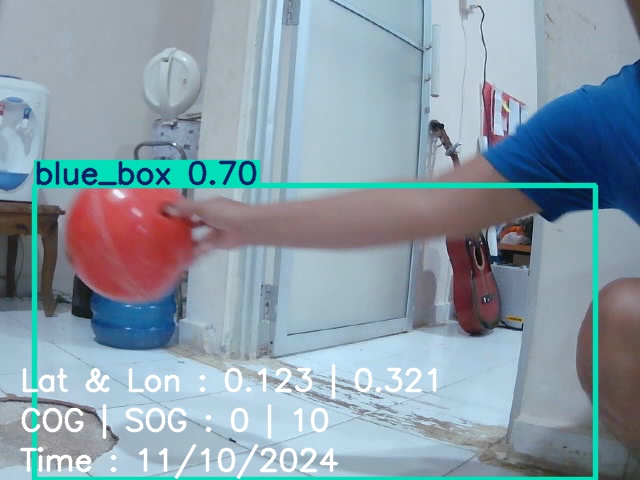 blue_box 0.70
Lat & Lon : 0.123 | 0.321
COG | SOG : 0 | 10
Time : 11/10/2024